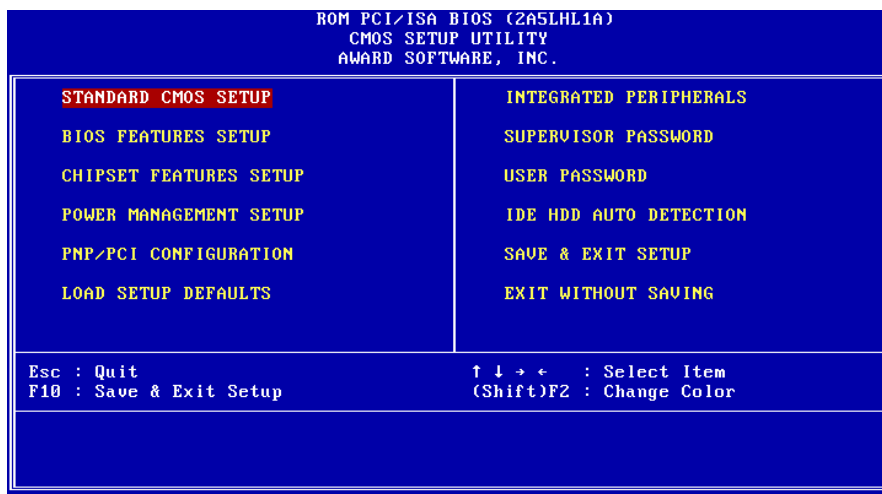 ROM PCI/ISA BIOS (2A5LHL1A)
CMOS SETUP UTILITY
AWARD SOFTWARE, INC.
STANDARD CMOS SETUP
BIOS FEATURES SETUP
CHIPSET FEATURES SETUP
POWER MANAGEMENT SETUP
PNP/PCI CONFIGURATION
LOAD SETUP DEFAULTS
INTEGRATED PERIPHERALS
SUPERVISOR PASSWORD
USER PASSWORD
IDE HDD AUTO DETECTION
SAVE & EXIT SETUP
EXIT WITHOUT SAVING
Esc : Quit
F10 : Save & Exit Setup
↑ ↓ → ← : Select Item
(Shift)F2 : Change Color